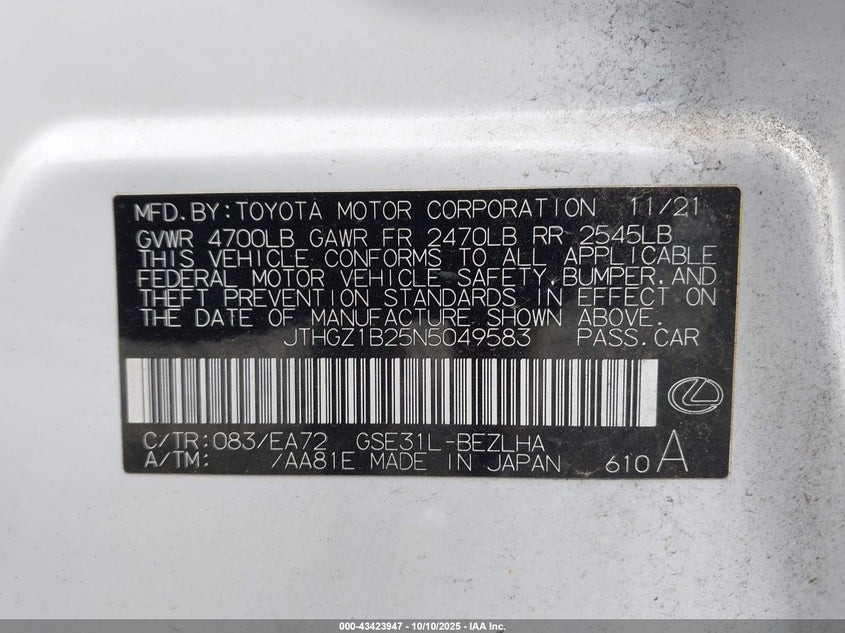 MFD.BY:TOYOTA MOTOR CORPORATION 11/21
GVWR 4700LB GAWR FR 2470LB RR 2545LB
THIS VEHICLE CONFORMS TO ALL APPLICABLE
FEDERAL MOTOR VEHICLE SAFETY,BUMPER,AND
THEFT PREVENTION STANDARDS IN EFFECT ON
THE DATE OF MANUFACTURE SHOWN ABOVE.
JTHGZ1B25N5049583 PASS.CAR
C/TR:083/EA72 GSE31L-BEZLHA
A/TM: /AA81E MADE IN JAPAN 610 A
000-43423947 - 10/10/2025 - IAA Inc.